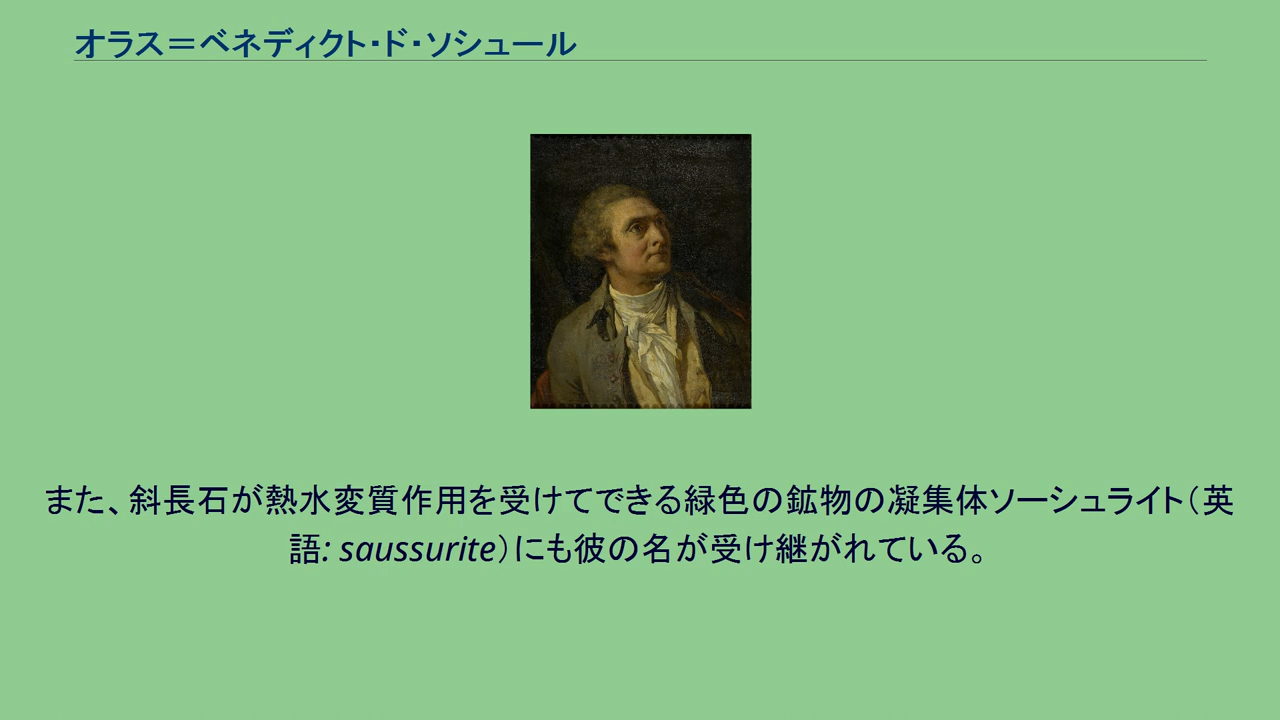 オラス＝ベネディクト・ド・ソシュール
また、斜長石が熱水変質作用を受けてできる緑色の鉱物の凝集体ソーシュライト（英
語: saussurite）にも彼の名が受け継がれている。